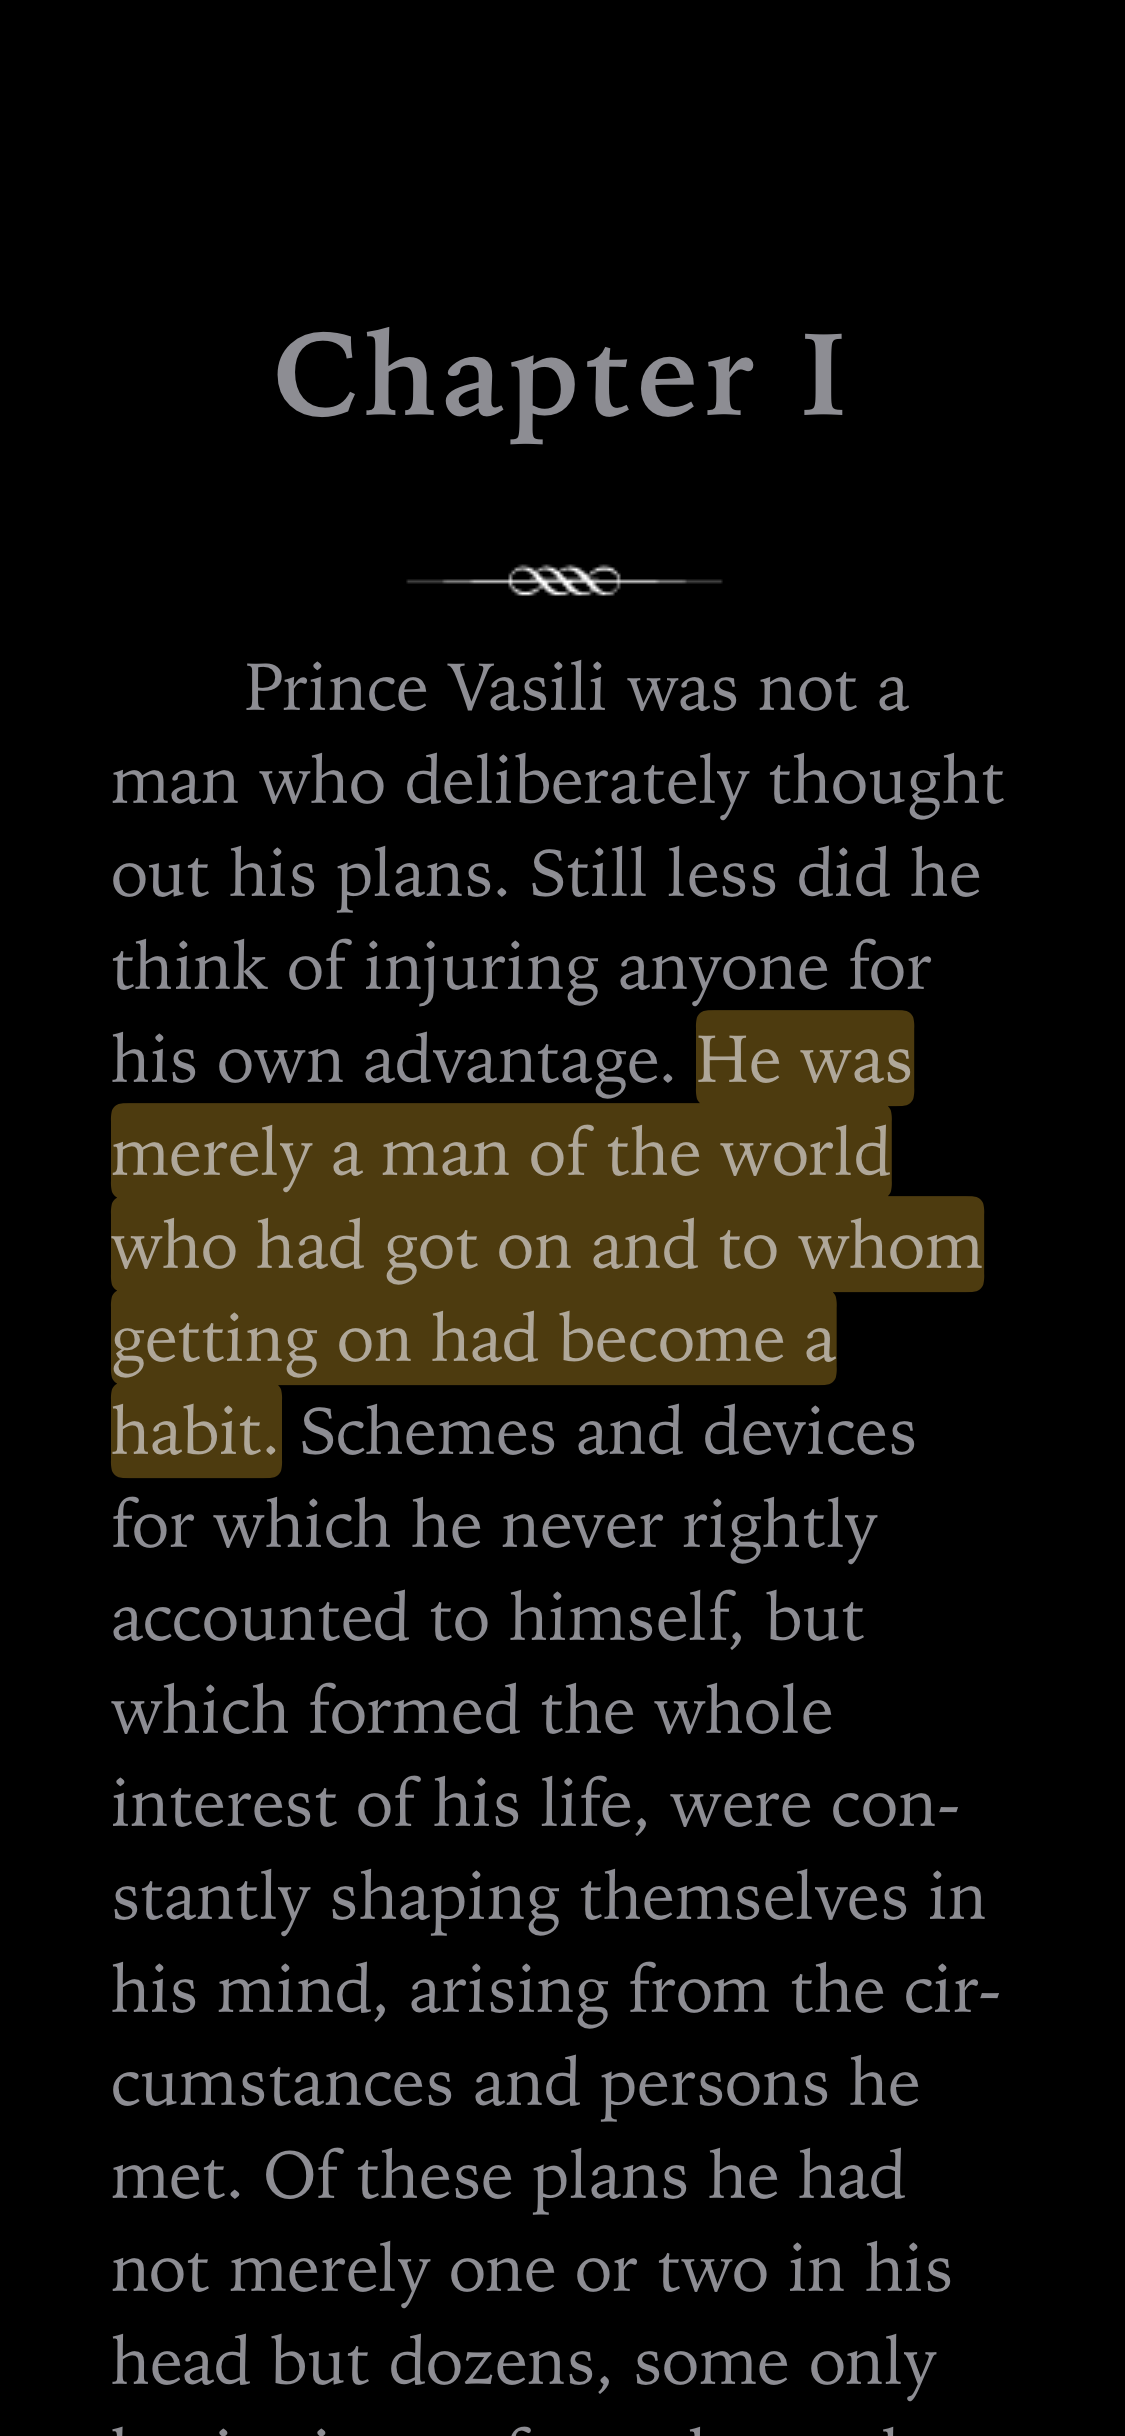 Chapter I
Prince Vasili was not a
man who deliberately thought
out his plans. Still less did he
think of injuring anyone for
his own advantage. He was
merely a man of the world
who had got on and to whom
getting on had become a
habit. Schemes and devices
for which he never rightly
accounted to himself, but
which formed the whole
interest of his life, were con-
stantly shaping themselves in
his mind, arising from the cir-
cumstances and persons he
met. Of these plans he had
not merely one or two in his
head but dozens, some only